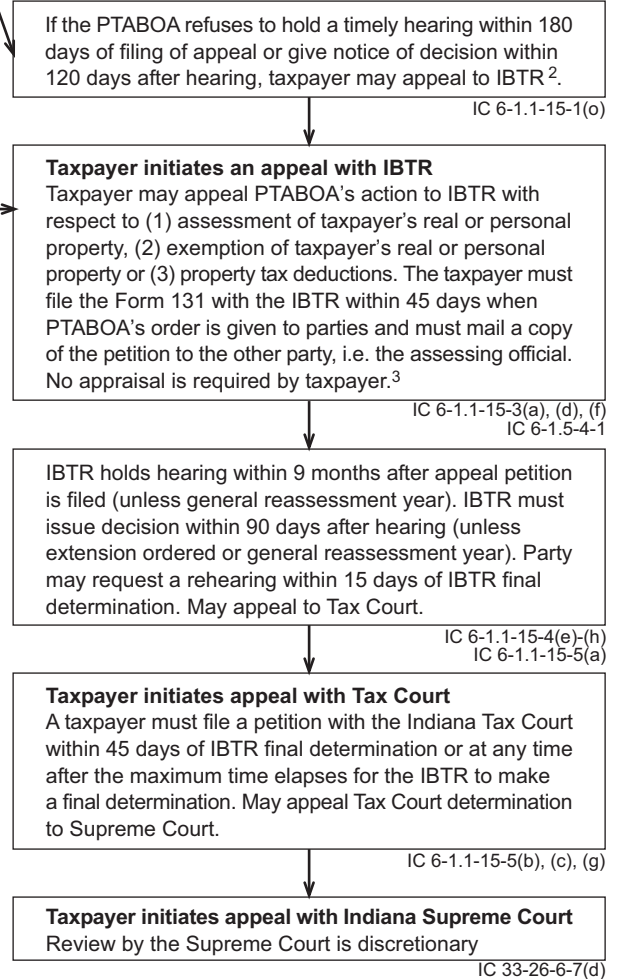 If the PTABOA refuses to hold a timely hearing within 180
days of filing of appeal or give notice of decision within
120 days after hearing, taxpayer may appeal to IBTR 2.
IC 6-1.1-15-1(o)
Taxpayer initiates an appeal with IBTR
Taxpayer may appeal PTABOA's action to IBTR with
respect to (1) assessment of taxpayer's real or personal
property, (2) exemption of taxpayer's real or personal
property or (3) property tax deductions. The taxpayer must
file the Form 131 with the IBTR within 45 days when
PTABOA's order is given to parties and must mail a copy
of the petition to the other party, i.e. the assessing official.
No appraisal is required by taxpayer.3
IC 6-1.1-15-3(a), (d), (f)
IC 6-1.5-4-1
IBTR holds hearing within 9 months after appeal petition
is filed (unless general reassessment year). IBTR must
issue decision within 90 days after hearing (unless
extension ordered or general reassessment year). Party
may request a rehearing within 15 days of IBTR final
determination. May appeal to Tax Court.
IC 6-1.1-15-4(e)-(h)
IC 6-1.1-15-5(a)
Taxpayer initiates appeal with Tax Court
A taxpayer must file a petition with the Indiana Tax Court
within 45 days of IBTR final determination or at any time
after the maximum time elapses for the IBTR to make
a final determination. May appeal Tax Court determination
to Supreme Court.
IC 6-1.1-15-5(b), (c), (g)
Taxpayer initiates appeal with Indiana Supreme Court
Review by the Supreme Court is discretionary
IC 33-26-6-7(d)